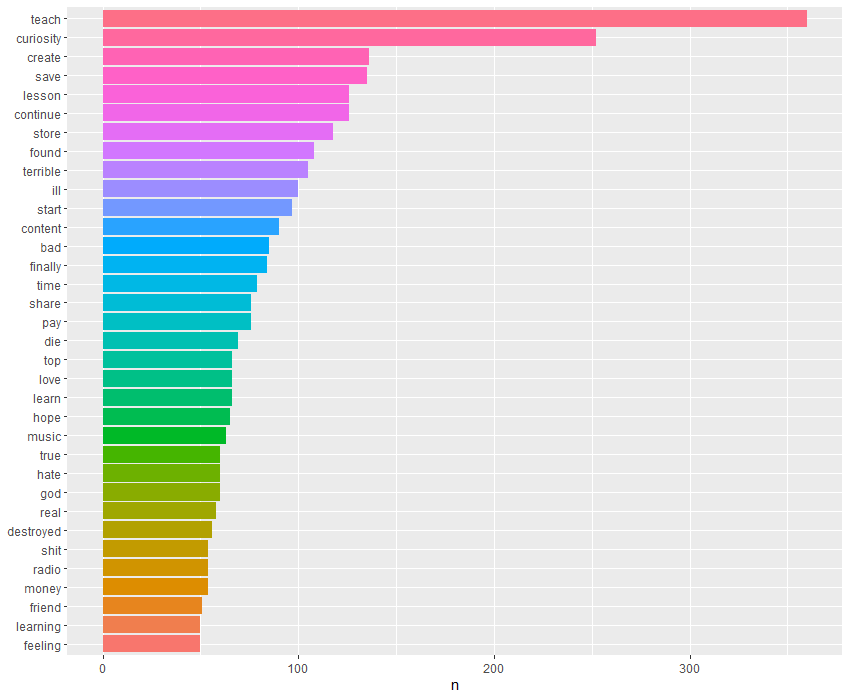 teach
curiosity
create
save
lesson
continue
store
found
terrible
ill
start
content
bad
finally
time
share
pay
die
top
love
learn
hope
music
true
hate
god
real
destroyed
shit
radio
money
friend
learning
feeling
0 100 200 300
n